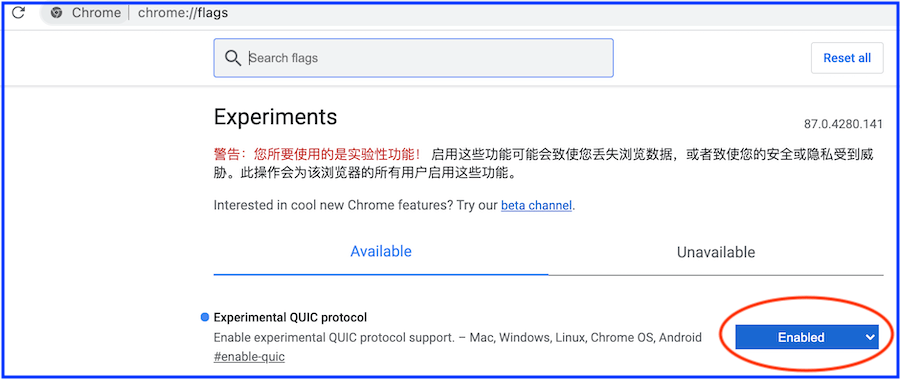 Chrome | chrome://flags
Search flags
Reset all
Experiments
87.0.4280.141
警告：您所要使用的是实验性功能！ 启用这些功能可能会致使您丢失浏览数据，或者致使您的安全或隐私受到威
胁。此操作会为该浏览器的所有用户启用这些功能。
Interested in cool new Chrome features? Try our beta channel.
Available
Unavailable
Experimental QUIC protocol
Enable experimental QUIC protocol support. – Mac, Windows, Linux, Chrome OS, Android
#enable-quic
Enabled